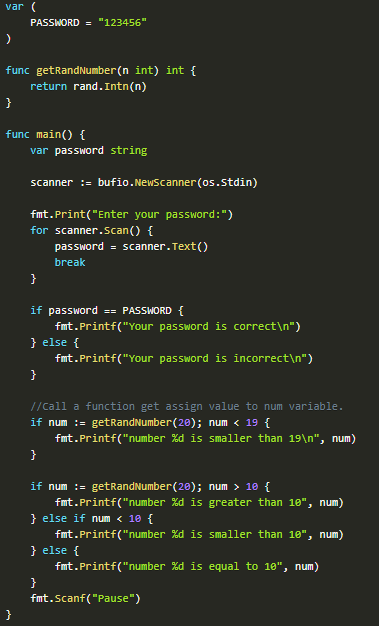 var (
    PASSWORD = "123456"
)

func getRandNumber(n int) int {
    return rand.Intn(n)
}

func main() {
    var password string

    scanner := bufio.NewScanner(os.Stdin)

    fmt.Print("Enter your password:")
    for scanner.Scan() {
        password = scanner.Text()
        break
    }

    if password == PASSWORD {
        fmt.Printf("Your password is correct\n")
    } else {
        fmt.Printf("Your password is incorrect\n")
    }

    //Call a function get assign value to num variable.
    if num := getRandNumber(20); num < 19 {
        fmt.Printf("number %d is smaller than 19\n", num)
    }

    if num := getRandNumber(20); num > 10 {
        fmt.Printf("number %d is greater than 10", num)
    } else if num < 10 {
        fmt.Printf("number %d is smaller than 10", num)
    } else {
        fmt.Printf("number %d is equal to 10", num)
    }
    fmt.Scanf("Pause")
}